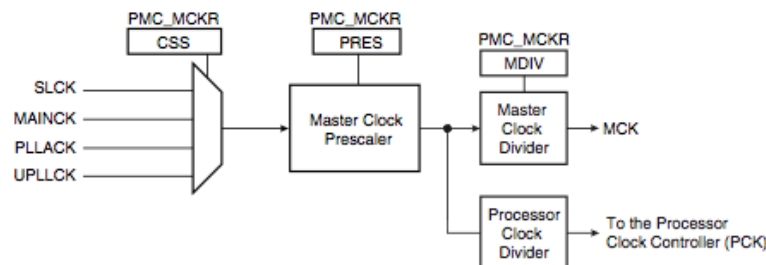 PMC_MCKR
CSS
PMC_MCKR
PRES
PMC_MCKR
MDIV
SLCK
MAINCK
PLLACK
UPLLCK
Master Clock
Prescaler
Master
Clock
Divider
MCK
Processor
Clock
Divider
To the Processor
Clock Controller (PCK)